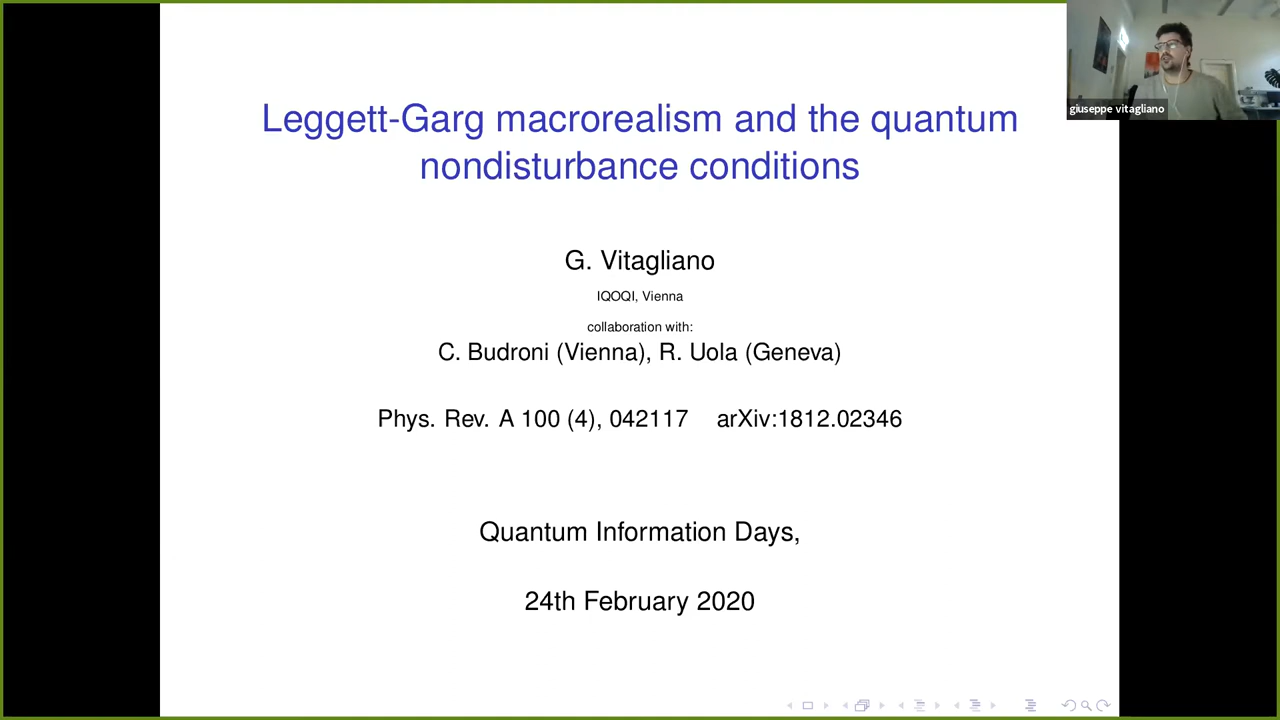 Leggett-Garg macrorealism and the quantum
nondisturbance conditions
giuseppe vitagliano
G. Vitagliano
IQOQI, Vienna
collaboration with:
C. Budroni (Vienna), R. Uola (Geneva)
Phys. Rev. A 100 (4), 042117 arXiv:1812.02346
Quantum Information Days,
24th February 2020